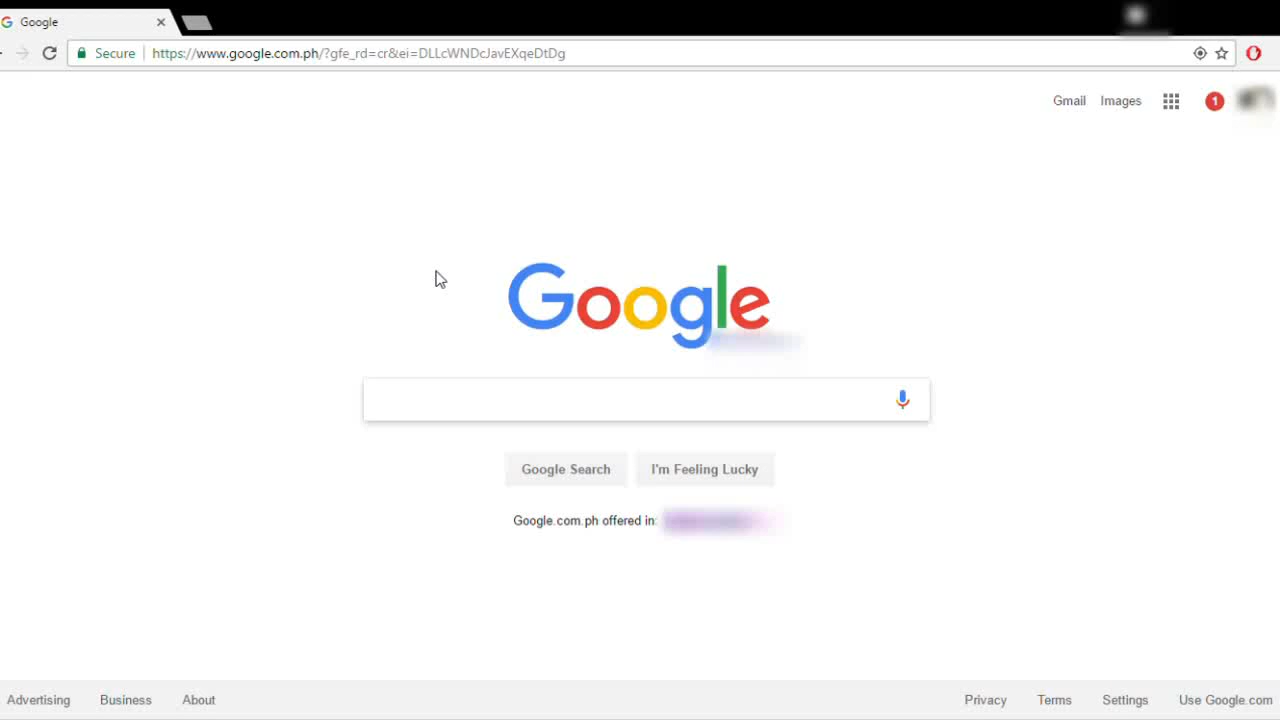 Google
Secure https://www.google.com.ph/?gfe_rd=cr&ei=DLLcWNDcJavEXqeDtDg
Gmail Images 1
Google
Google Search I'm Feeling Lucky
Google.com.ph offered in:
Advertising Business About Privacy Terms Settings Use Google.com